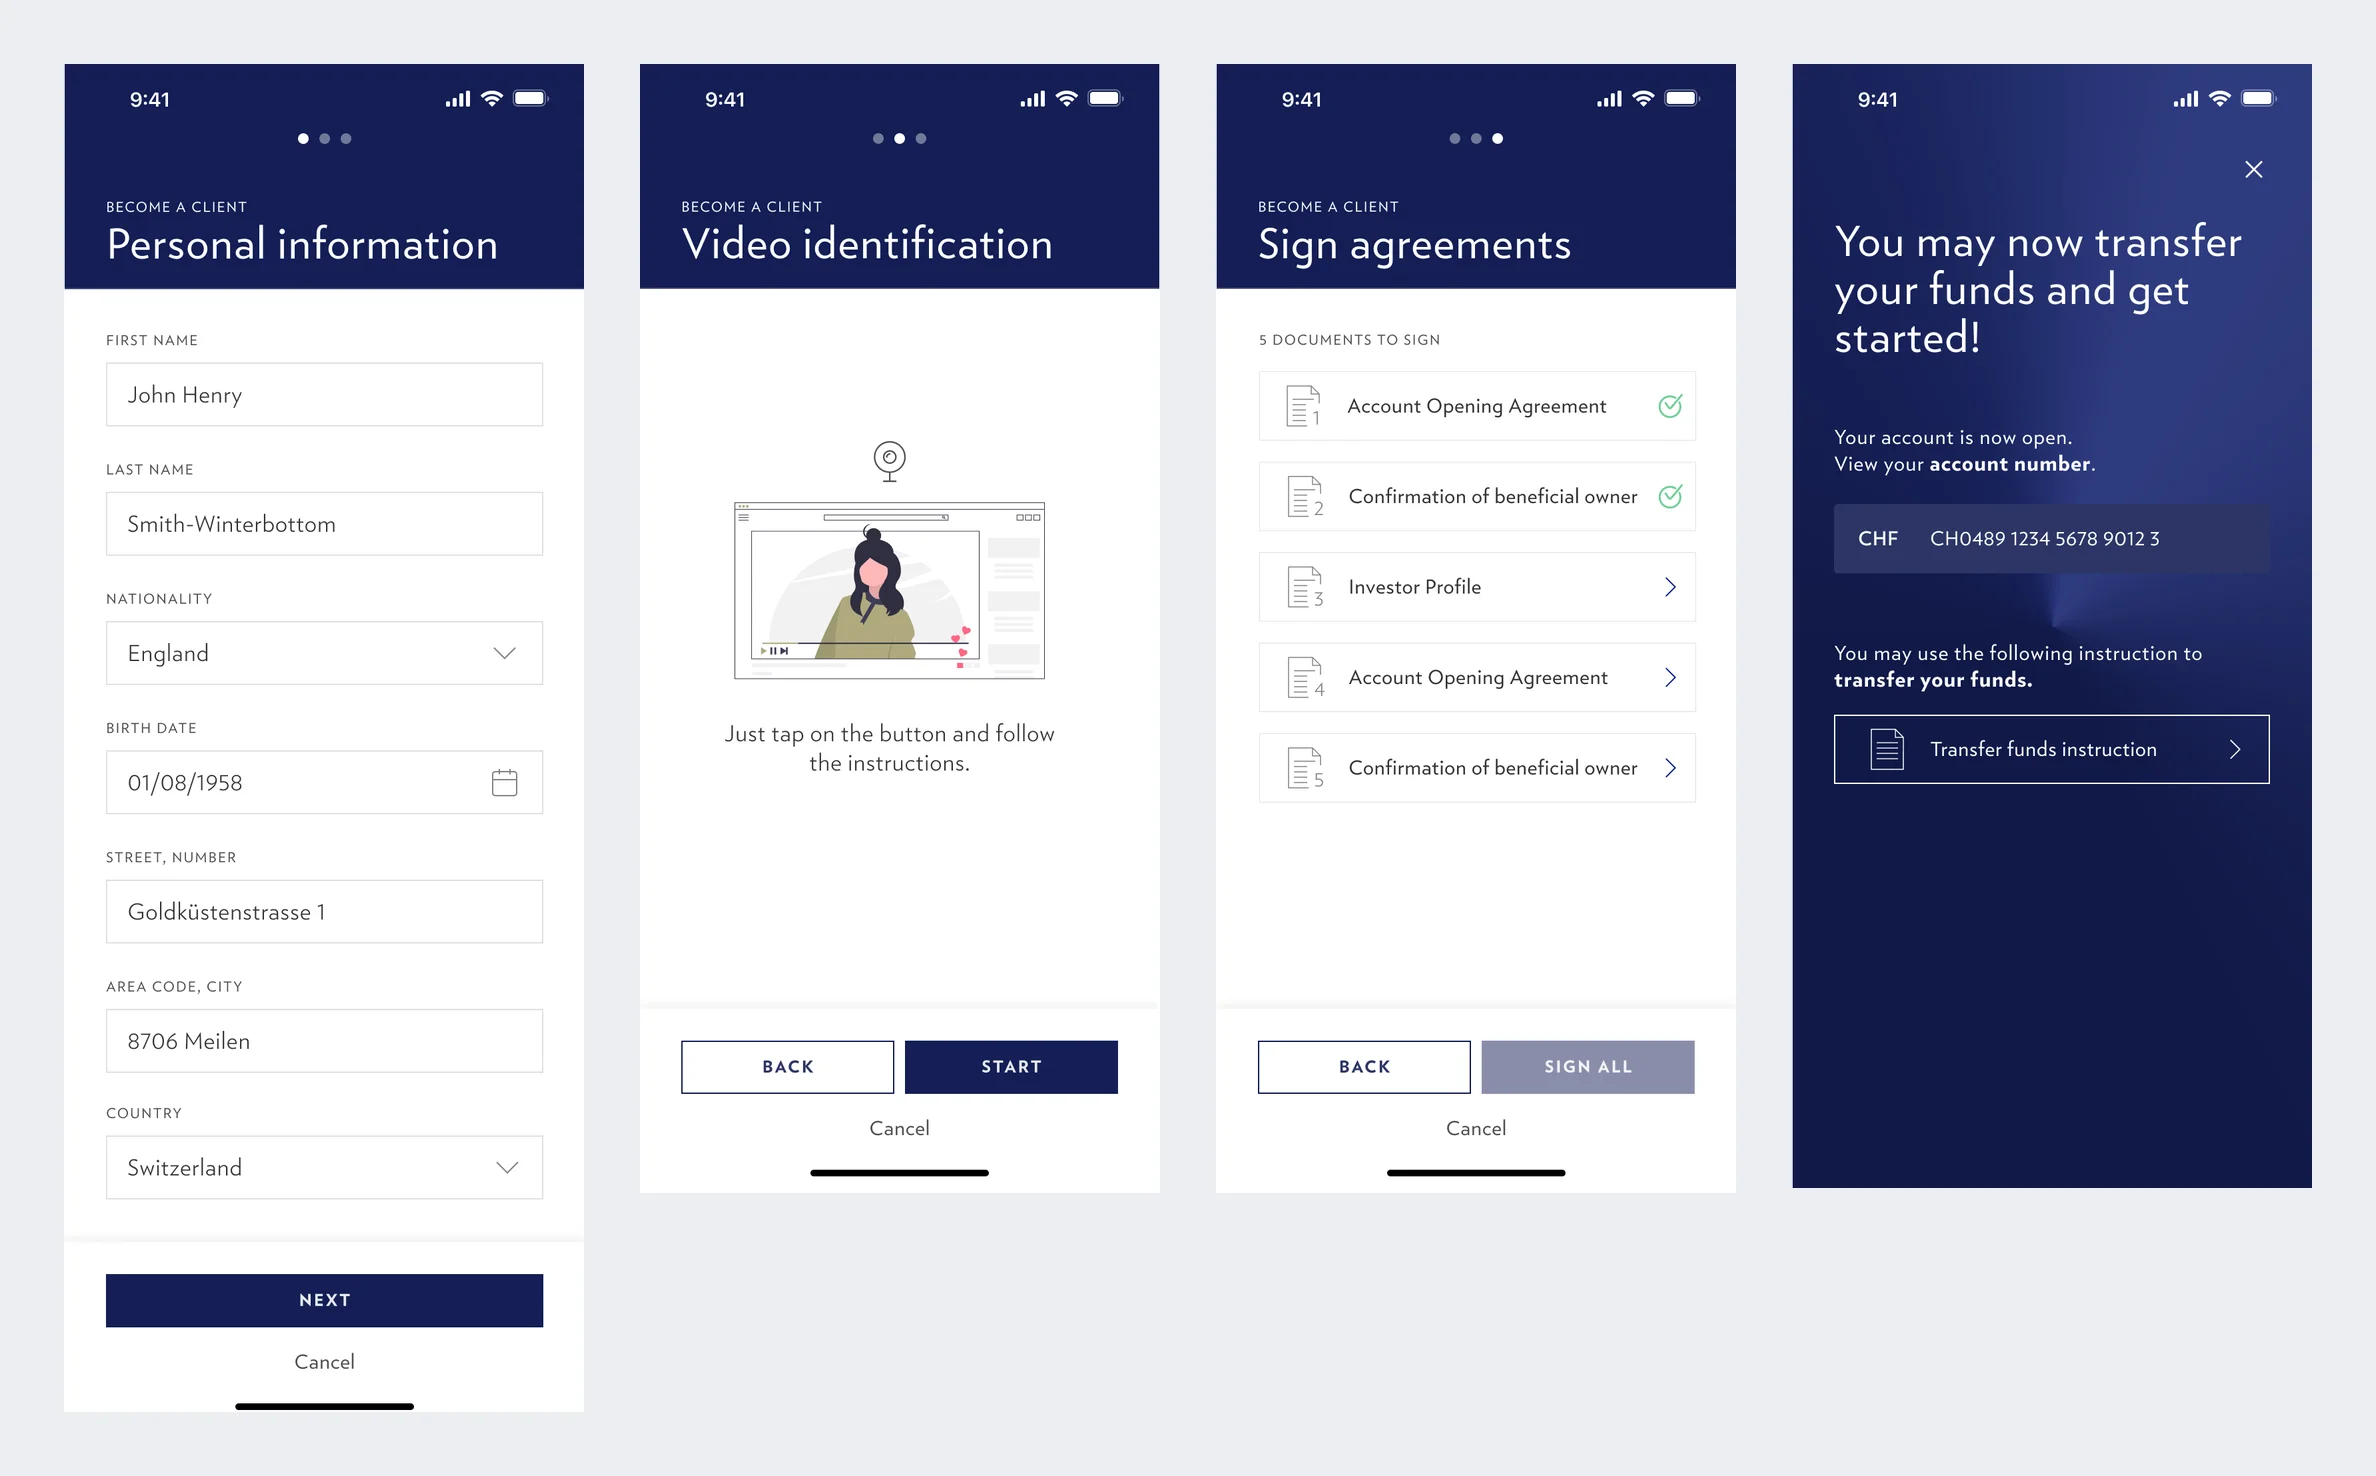 9:41
BECOME A CLIENT
Personal information
FIRST NAME
John Henry
LAST NAME
Smith-Winterbottom
NATIONALITY
England
BIRTH DATE
01/08/1958
STREET, NUMBER
Goldküstenstrasse 1
AREA CODE, CITY
8706 Meilen
COUNTRY
Switzerland
NEXT
Cancel
9:41
BECOME A CLIENT
Video identification
Just tap on the button and follow
the instructions.
BACK
START
Cancel
9:41
BECOME A CLIENT
Sign agreements
5 DOCUMENTS TO SIGN
1 Account Opening Agreement
2 Confirmation of beneficial owner
3 Investor Profile
4 Account Opening Agreement
5 Confirmation of beneficial owner
BACK
SIGN ALL
Cancel
9:41
You may now transfer
your funds and get
started!
Your account is now open.
View your account number.
CHF CH0489 1234 5678 9012 3
You may use the following instruction to
transfer your funds.
Transfer funds instruction